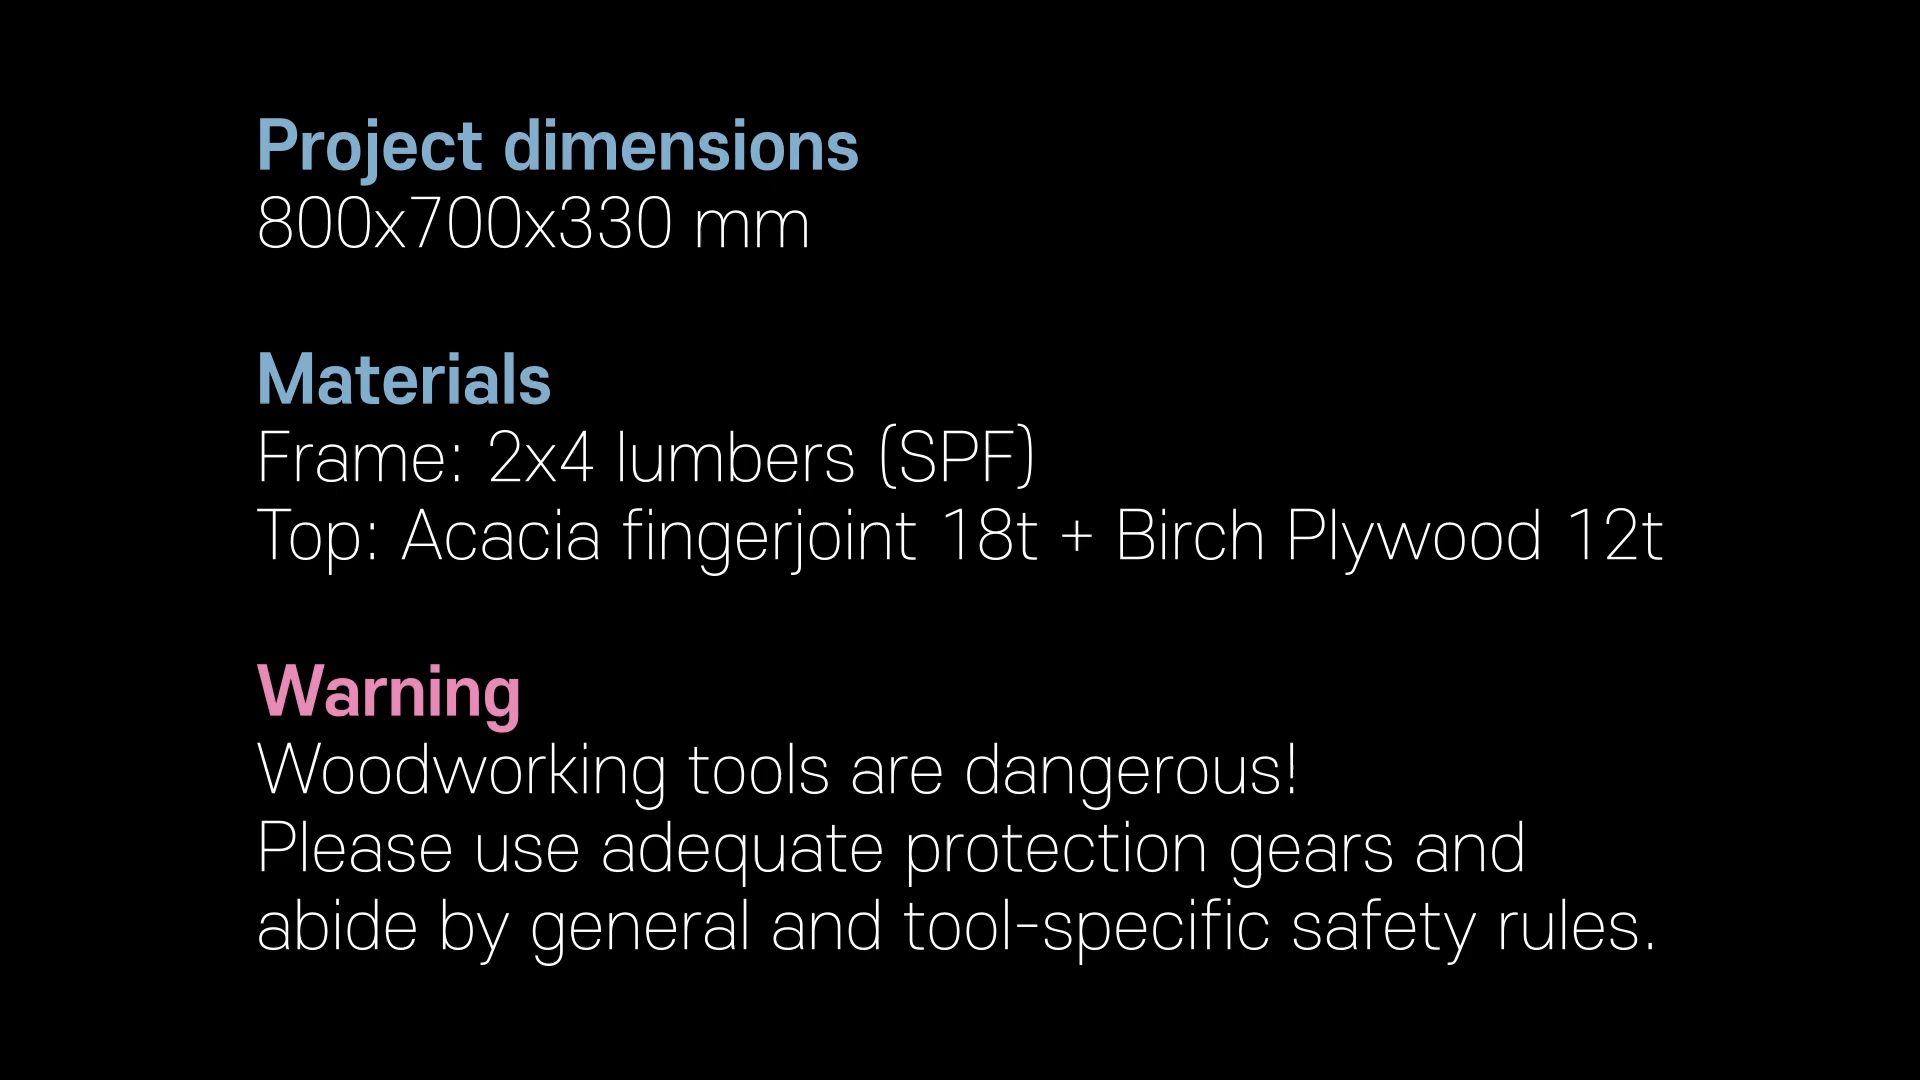 Project dimensions
800x700x330 mm
Materials
Frame: 2x4 lumbers (SPF)
Top: Acacia fingerjoint 18t + Birch Plywood 12t
Warning
Woodworking tools are dangerous!
Please use adequate protection gears and
abide by general and tool-specific safety rules.